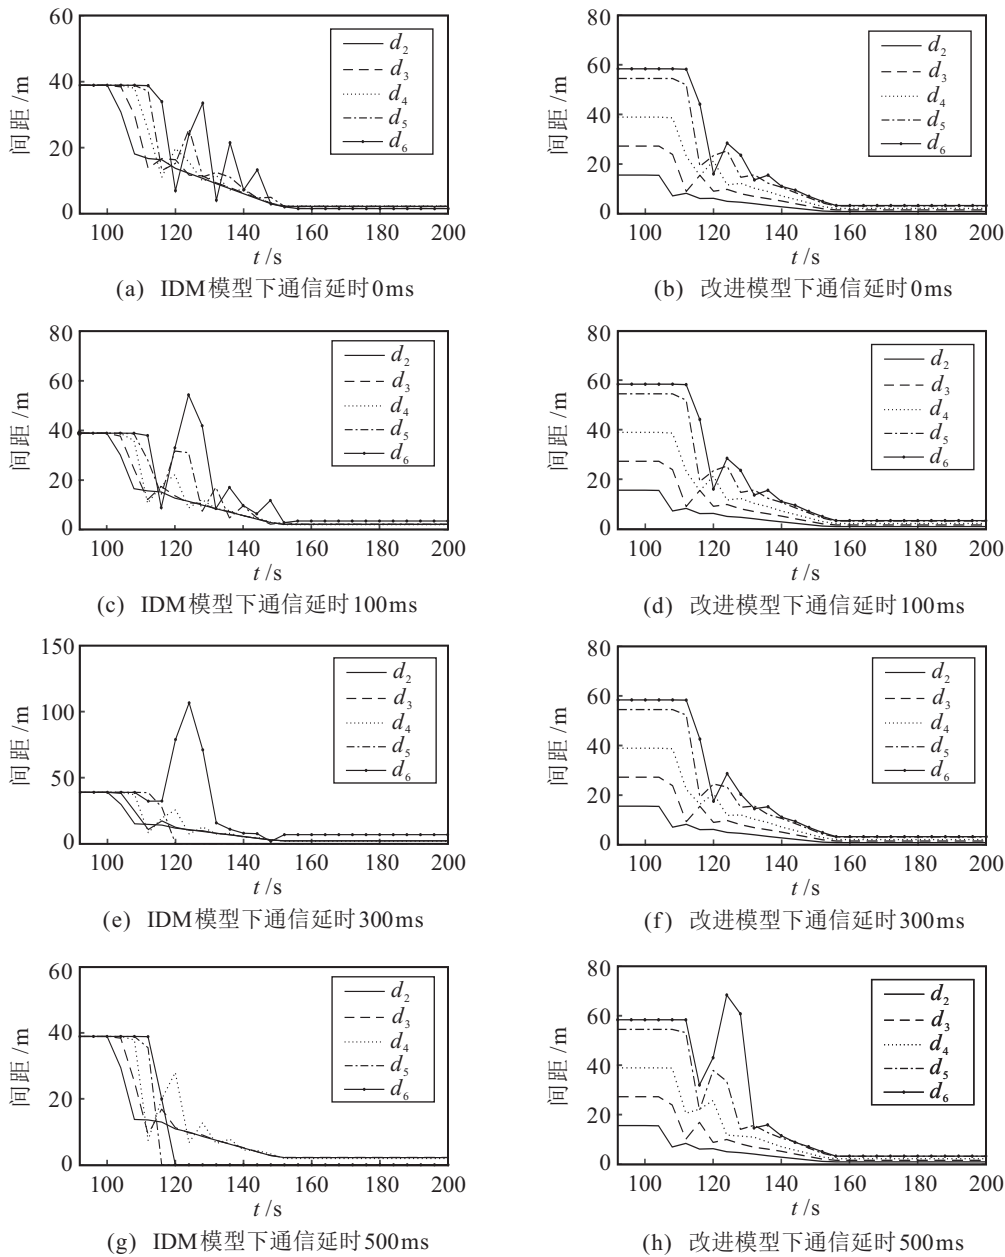 60
40
20
0
间距/m
100 120 140 160 180 200
t/s
d₂
d₃
d₄
d₅
d₆
(a) IDM模型下通信延时0ms
80
60
40
20
0
间距/m
100 120 140 160 180 200
t/s
d₂
d₃
d₄
d₅
d₆
(b) 改进模型下通信延时0ms
80
60
40
20
0
间距/m
100 120 140 160 180 200
t/s
d₂
d₃
d₄
d₅
d₆
(c) IDM模型下通信延时100ms
80
60
40
20
0
间距/m
100 120 140 160 180 200
t/s
d₂
d₃
d₄
d₅
d₆
(d) 改进模型下通信延时100ms
150
100
50
0
间距/m
100 120 140 160 180 200
t/s
d₂
d₃
d₄
d₅
d₆
(e) IDM模型下通信延时300ms
80
60
40
20
0
间距/m
100 120 140 160 180 200
t/s
d₂
d₃
d₄
d₅
d₆
(f) 改进模型下通信延时300ms
60
40
20
0
间距/m
100 120 140 160 180 200
t/s
d₂
d₃
d₄
d₅
d₆
(g) IDM模型下通信延时500ms
80
60
40
20
0
间距/m
100 120 140 160 180 200
t/s
d₂
d₃
d₄
d₅
d₆
(h) 改进模型下通信延时500ms